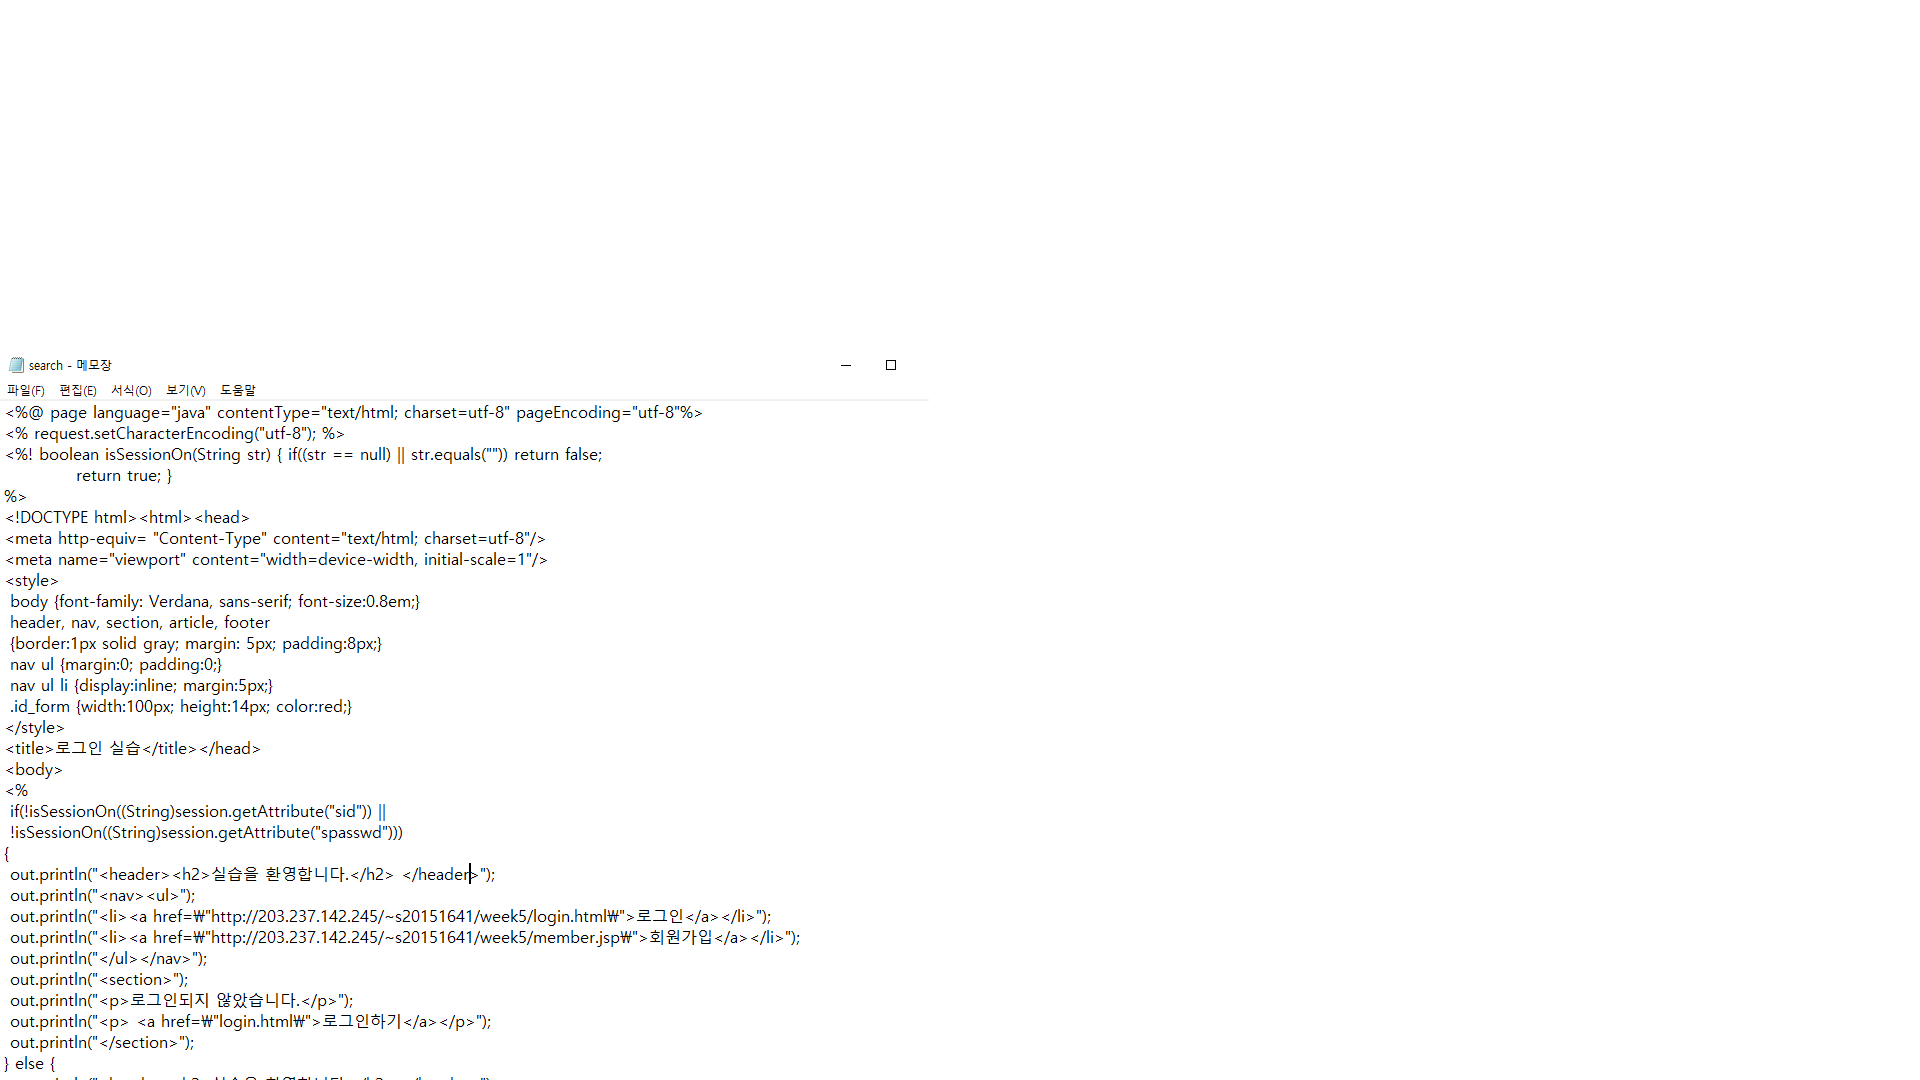 search - 메모장
파일(F) 편집(E) 서식(O) 보기(V) 도움말
<%@ page language="java" contentType="text/html; charset=utf-8" pageEncoding="utf-8"%>
<% request.setCharacterEncoding("utf-8"); %>
<%! boolean isSessionOn(String str) { if((str == null) || str.equals("")) return false;
return true; }
%>
<!DOCTYPE html><html><head>
<meta http-equiv= "Content-Type" content="text/html; charset=utf-8"/>
<meta name="viewport" content="width=device-width, initial-scale=1"/>
<style>
body {font-family: Verdana, sans-serif; font-size:0.8em;}
header, nav, section, article, footer
{border:1px solid gray; margin: 5px; padding:8px;}
nav ul {margin:0; padding:0;}
nav ul li {display:inline; margin:5px;}
.id_form {width:100px; height:14px; color:red;}
</style>
<title>로그인 실습</title></head>
<body>
<%
if(!isSessionOn((String)session.getAttribute("sid")) ||
!isSessionOn((String)session.getAttribute("spasswd")))
{
out.println("<header><h2>실습을 환영합니다.</h2> </header>");
out.println("<nav><ul>");
out.println("<li><a href=₩"http://203.237.142.245/~s20151641/week5/login.html₩">로그인</a></li>");
out.println("<li><a href=₩"http://203.237.142.245/~s20151641/week5/member.jsp₩">회원가입</a></li>");
out.println("</ul></nav>");
out.println("<section>");
out.println("<p>로그인되지 않았습니다.</p>");
out.println("<p> <a href=₩"login.html₩">로그인하기</a></p>");
out.println("</section>");
} else {